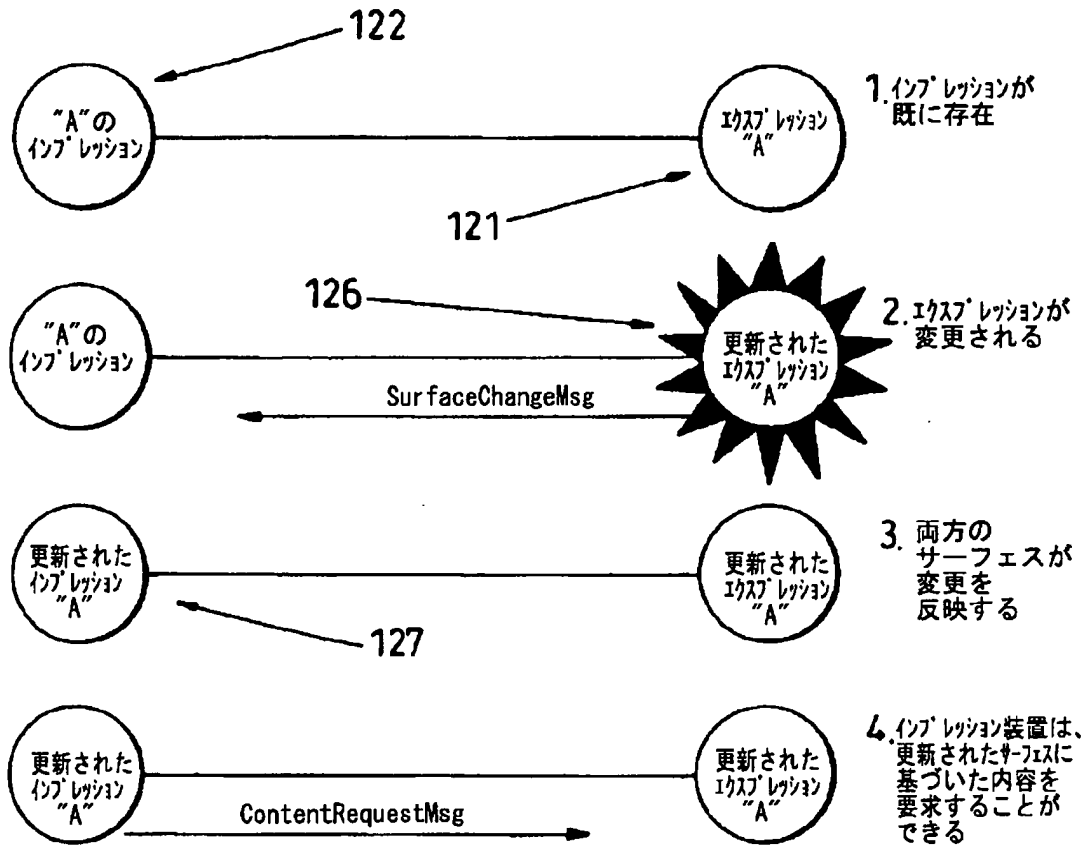 122
"A"の
インプレッション
エクスプレッション
"A"
1.インプレッションが
既に存在
121
126
"A"の
インプレッション
更新された
エクスプレッション
"A"
2.エクスプレッションが
変更される
SurfaceChangeMsg
更新された
インプレッション
"A"
更新された
エクスプレッション
"A"
3. 両方の
サーフェスが
変更を
反映する
127
更新された
インプレッション
"A"
更新された
エクスプレッション
"A"
4.インプレッション装置は、
更新されたサーフェスに
基づいた内容を
要求することが
できる
ContentRequestMsg